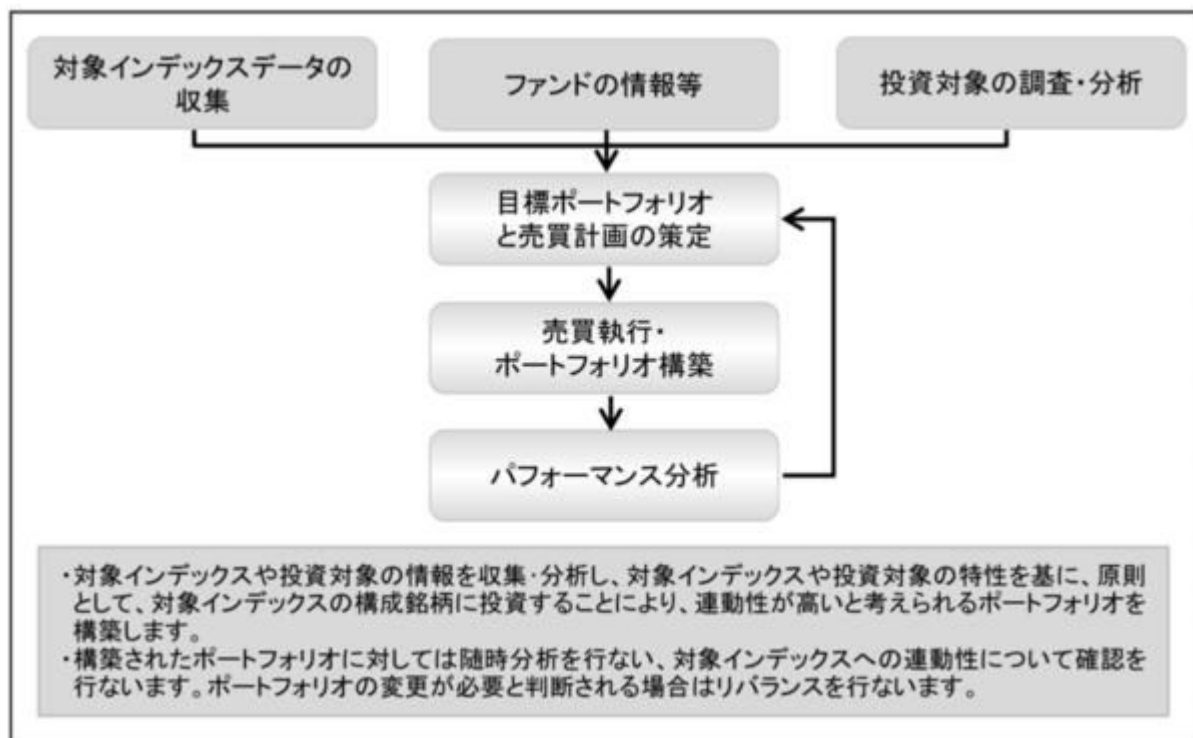 対象インデックスデータの
収集
ファンドの情報等
投資対象の調査・分析
目標ポートフォリオ
と売買計画の策定
売買執行・
ポートフォリオ構築
パフォーマンス分析
・対象インデックスや投資対象の情報を収集・分析し、対象インデックスや投資対象の特性を基に、原則
として、対象インデックスの構成銘柄に投資することにより、連動性が高いと考えられるポートフォリオを
構築します。
・構築されたポートフォリオに対しては随時分析を行ない、対象インデックスへの連動性について確認を
行ないます。ポートフォリオの変更が必要と判断される場合はリバランスを行ないます。